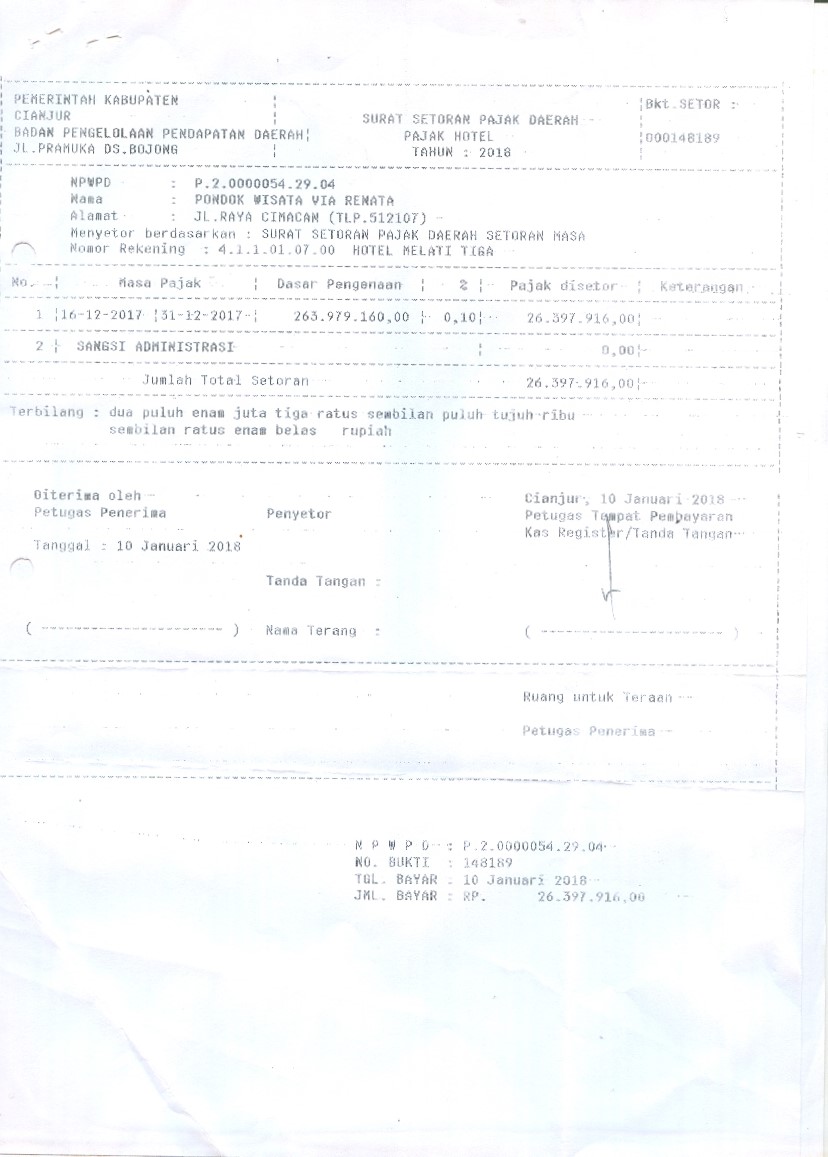 PEMERINTAH KABUPATEN
CIANJUR
BADAN PENGELOLAAN PENDAPATAN DAERAH
JL.PRAMUKA DS.BOJONG
SURAT SETORAN PAJAK DAERAH
PAJAK HOTEL
TAHUN : 2018
Bkt.SETOR :
000148189
NPWPD : P.2.0000054.29.04
Nama : PONDOK WISATA VIA RENATA
Alamat : JL.RAYA CIMACAN (TLP.512107)
Menyetor berdasarkan : SURAT SETORAN PAJAK DAERAH SETORAN MASA
Nomor Rekening : 4.1.1.01.07.00 HOTEL MELATI TIGA
No. Masa Pajak Dasar Pengenaan % Pajak disetor Keterangan
1 16-12-2017 31-12-2017 263.979.160,00 0,10 26.397.916,00
2 SANGSI ADMINISTRASI 0,00
Jumlah Total Setoran 26.397.916,00
Terbilang : dua puluh enam juta tiga ratus sembilan puluh tujuh ribu
sembilan ratus enam belas rupiah
Diterima oleh
Petugas Penerima
Tanggal : 10 Januari 2018
( ---------------------- )
Penyetor
Tanda Tangan :
Nama Terang :
Cianjur, 10 Januari 2018
Petugas Tempat Pembayaran
Kas Register/Tanda Tangan
( ---------------------- )
Ruang untuk Teraan
Petugas Penerima
N P W P D : P.2.0000054.29.04
NO. BUKTI : 148189
TGL. BAYAR : 10 Januari 2018
JML. BAYAR : RP. 26.397.916,00